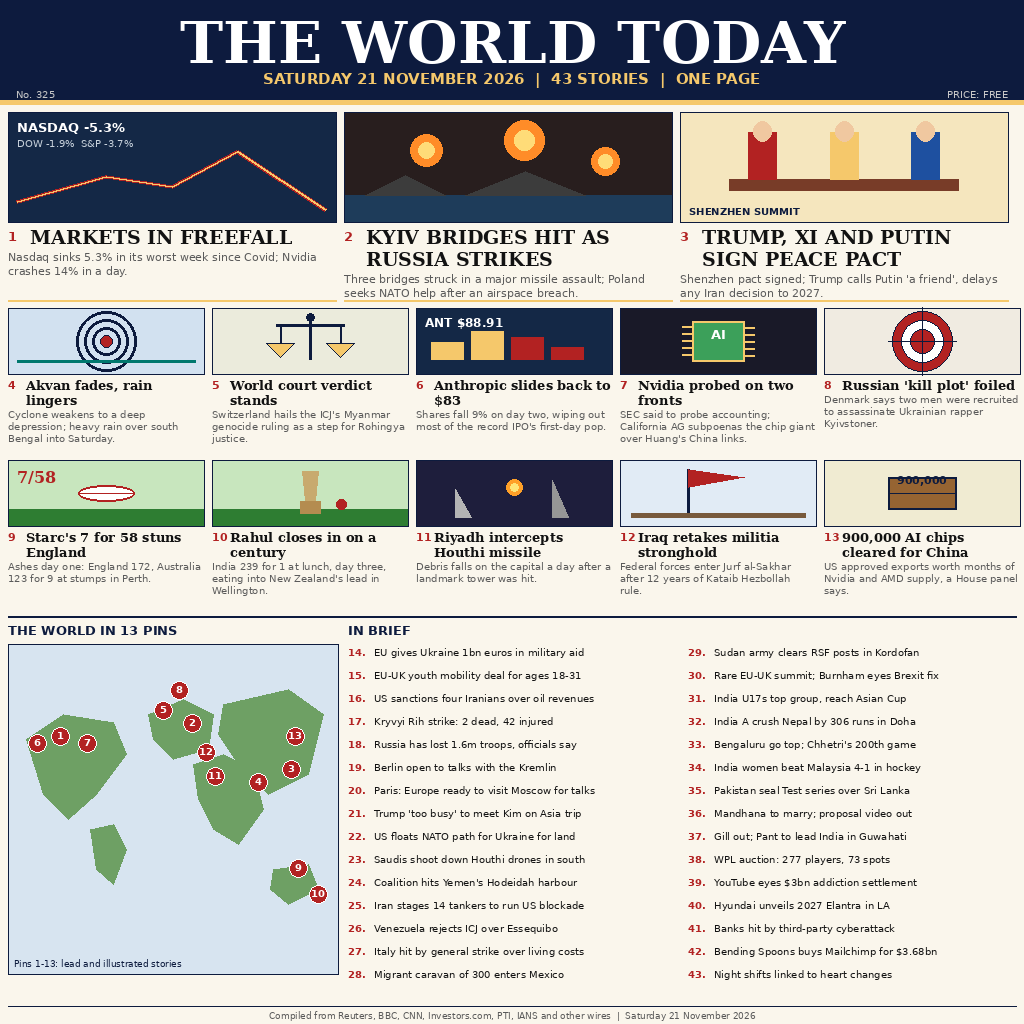 THE WORLD TODAY
SATURDAY 21 NOVEMBER 2026 | 43 STORIES | ONE PAGE
No. 325
PRICE: FREE
NASDAQ -5.3%
DOW -1.9% S&P -3.7%
1 MARKETS IN FREEFALL
Nasdaq sinks 5.3% in its worst week since Covid; Nvidia
crashes 14% in a day.
2 KYIV BRIDGES HIT AS
RUSSIA STRIKES
Three bridges struck in a major missile assault; Poland
seeks NATO help after an airspace breach.
SHENZHEN SUMMIT
3 TRUMP, XI AND PUTIN
SIGN PEACE PACT
Shenzhen pact signed; Trump calls Putin 'a friend', delays
any Iran decision to 2027.
4 Akvan fades, rain
lingers
Cyclone weakens to a deep
depression; heavy rain over south
Bengal into Saturday.
5 World court verdict
stands
Switzerland hails the ICJ's Myanmar
genocide ruling as a step for Rohingya
justice.
ANT $88.91
6 Anthropic slides back to
$83
Shares fall 9% on day two, wiping out
most of the record IPO's first-day pop.
AI
7 Nvidia probed on two
fronts
SEC said to probe accounting;
California AG subpoenas the chip giant
over Huang's China links.
8 Russian 'kill plot' foiled
Denmark says two men were recruited
to assassinate Ukrainian rapper
Kyivstoner.
7/58
9 Starc's 7 for 58 stuns
England
Ashes day one: England 172, Australia
123 for 9 at stumps in Perth.
10 Rahul closes in on a
century
India 239 for 1 at lunch, day three,
eating into New Zealand's lead in
Wellington.
11 Riyadh intercepts
Houthi missile
Debris falls on the capital a day after a
landmark tower was hit.
12 Iraq retakes militia
stronghold
Federal forces enter Jurf al-Sakhar
after 12 years of Kataib Hezbollah
rule.
900,000
13 900,000 AI chips
cleared for China
US approved exports worth months of
Nvidia and AMD supply, a House panel
says.
THE WORLD IN 13 PINS
8
5
2
6
1
7
12
13
11
4
3
9
10
Pins 1-13: lead and illustrated stories
IN BRIEF
14. EU gives Ukraine 1bn euros in military aid
15. EU-UK youth mobility deal for ages 18-31
16. US sanctions four Iranians over oil revenues
17. Kryvyi Rih strike: 2 dead, 42 injured
18. Russia has lost 1.6m troops, officials say
19. Berlin open to talks with the Kremlin
20. Paris: Europe ready to visit Moscow for talks
21. Trump 'too busy' to meet Kim on Asia trip
22. US floats NATO path for Ukraine for land
23. Saudis shoot down Houthi drones in south
24. Coalition hits Yemen's Hodeidah harbour
25. Iran stages 14 tankers to run US blockade
26. Venezuela rejects ICJ over Essequibo
27. Italy hit by general strike over living costs
28. Migrant caravan of 300 enters Mexico
29. Sudan army clears RSF posts in Kordofan
30. Rare EU-UK summit; Burnham eyes Brexit fix
31. India U17s top group, reach Asian Cup
32. India A crush Nepal by 306 runs in Doha
33. Bengaluru go top; Chhetri's 200th game
34. India women beat Malaysia 4-1 in hockey
35. Pakistan seal Test series over Sri Lanka
36. Mandhana to marry; proposal video out
37. Gill out; Pant to lead India in Guwahati
38. WPL auction: 277 players, 73 spots
39. YouTube eyes $3bn addiction settlement
40. Hyundai unveils 2027 Elantra in LA
41. Banks hit by third-party cyberattack
42. Bending Spoons buys Mailchimp for $3.68bn
43. Night shifts linked to heart changes
Compiled from Reuters, BBC, CNN, Investors.com, PTI, IANS and other wires | Saturday 21 November 2026